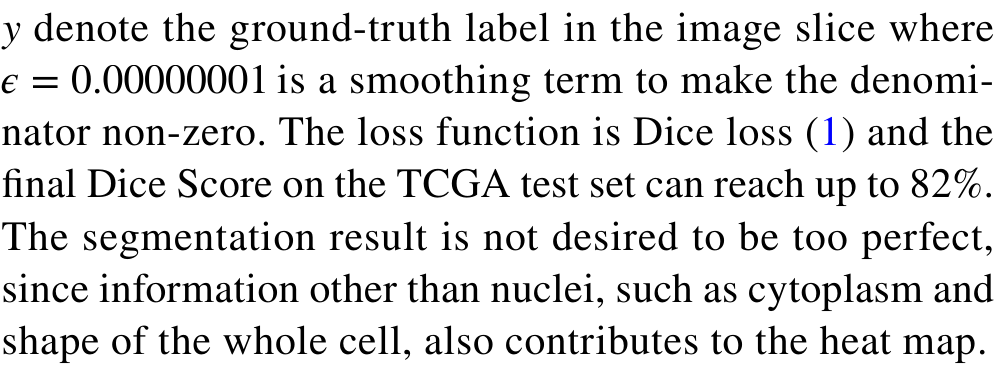 y denote the ground-truth label in the image slice where
ϵ = 0.00000001 is a smoothing term to make the denomi-
nator non-zero. The loss function is Dice loss (1) and the
final Dice Score on the TCGA test set can reach up to 82%.
The segmentation result is not desired to be too perfect,
since information other than nuclei, such as cytoplasm and
shape of the whole cell, also contributes to the heat map.